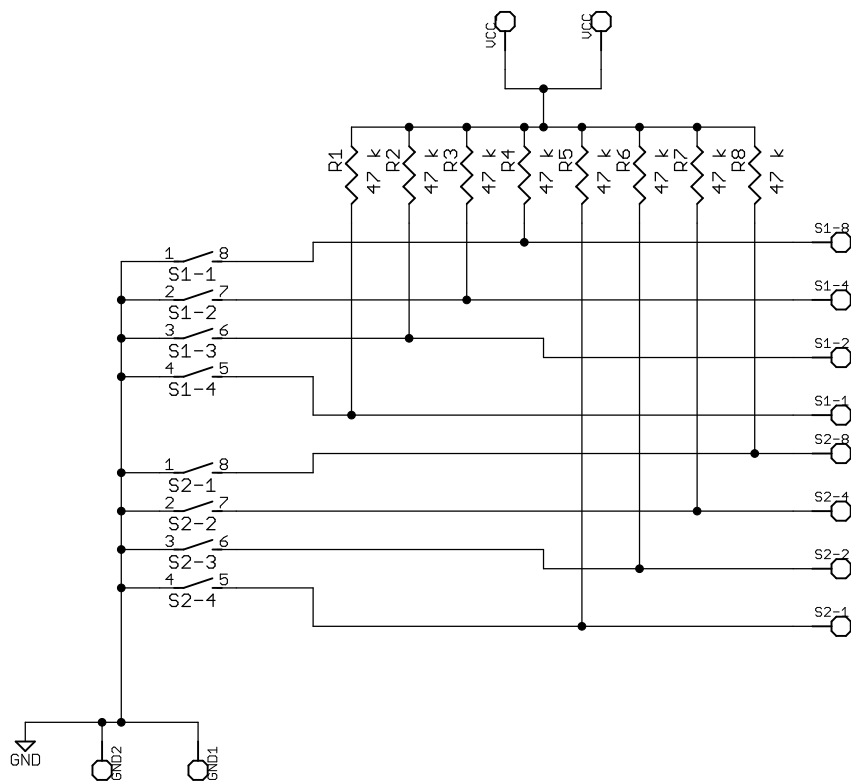 VCC
VCC
R1 47 k
R2 47 k
R3 47 k
R4 47 k
R5 47 k
R6 47 k
R7 47 k
R8 47 k
S1-8
1 8
S1-1
S1-4
2 7
S1-2
3 6
S1-3
S1-2
4 5
S1-4
S1-1
S2-8
1 8
S2-1
S2-4
2 7
S2-2
3 6
S2-3
S2-2
4 5
S2-4
S2-1
GND
GND2
GND1